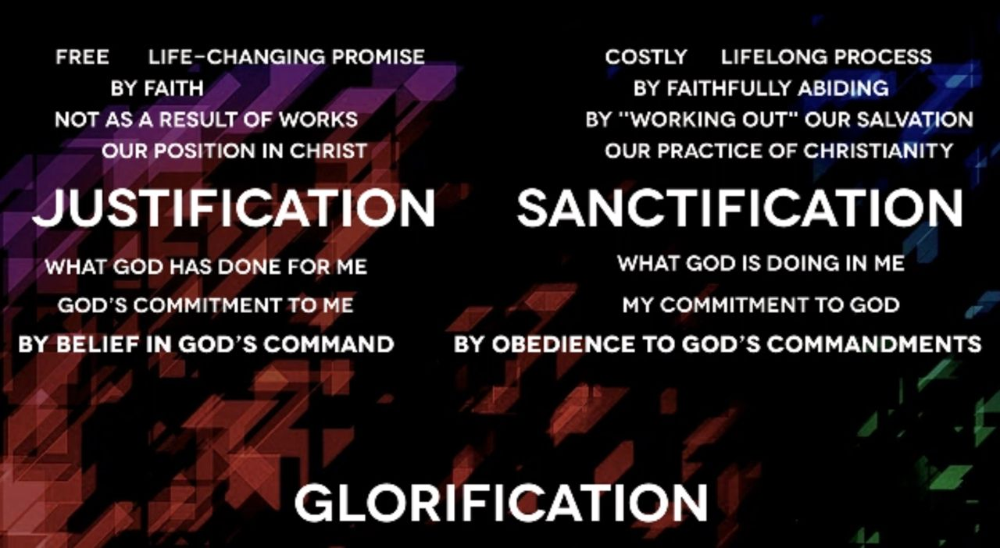 FREE LIFE-CHANGING PROMISE
BY FAITH
NOT AS A RESULT OF WORKS
OUR POSITION IN CHRIST
JUSTIFICATION
WHAT GOD HAS DONE FOR ME
GOD'S COMMITMENT TO ME
BY BELIEF IN GOD'S COMMAND
COSTLY LIFELONG PROCESS
BY FAITHFULLY ABIDING
BY "WORKING OUT" OUR SALVATION
OUR PRACTICE OF CHRISTIANITY
SANCTIFICATION
WHAT GOD IS DOING IN ME
MY COMMITMENT TO GOD
BY OBEDIENCE TO GOD'S COMMANDMENTS
GLORIFICATION